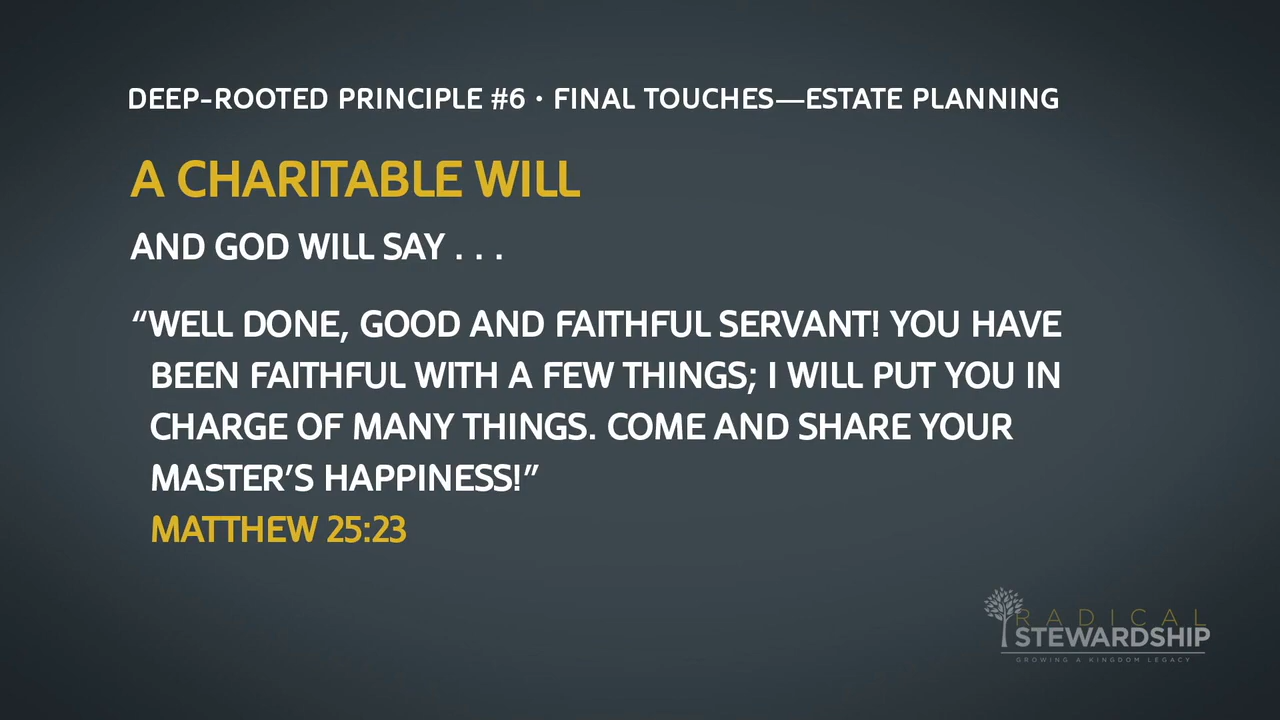 DEEP-ROOTED PRINCIPLE #6 • FINAL TOUCHES—ESTATE PLANNING
A CHARITABLE WILL
AND GOD WILL SAY . . .
“WELL DONE, GOOD AND FAITHFUL SERVANT! YOU HAVE
BEEN FAITHFUL WITH A FEW THINGS; I WILL PUT YOU IN
CHARGE OF MANY THINGS. COME AND SHARE YOUR
MASTER’S HAPPINESS!”
MATTHEW 25:23
RADICAL
STEWARDSHIP
GROWING A KINGDOM LEGACY